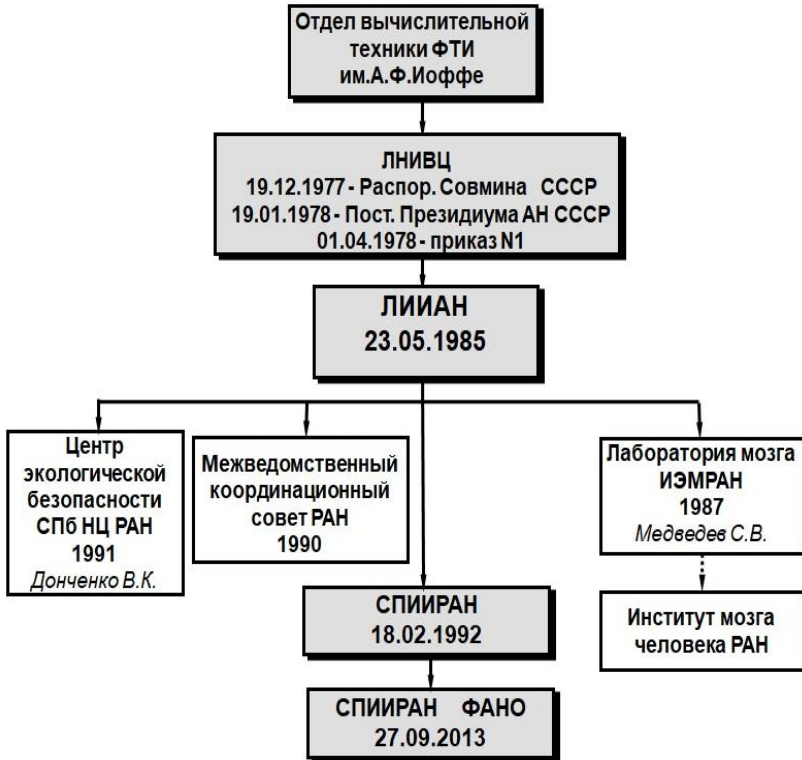 Отдел вычислительной
техники ФТИ
им.А.Ф.Иоффе
ЛНИВЦ
19.12.1977 - Распор. Совмина СССР
19.01.1978 - Пост. Президиума АН СССР
01.04.1978 - приказ N1
ЛИИАН
23.05.1985
Центр
экологической
безопасности
СПб НЦ РАН
1991
Донченко В.К.
Межведомственный
координационный
совет РАН
1990
Лаборатория мозга
ИЭМРАН
1987
Медведев С.В.
Институт мозга
человека РАН
СПИИРАН
18.02.1992
СПИИРАН ФАНО
27.09.2013